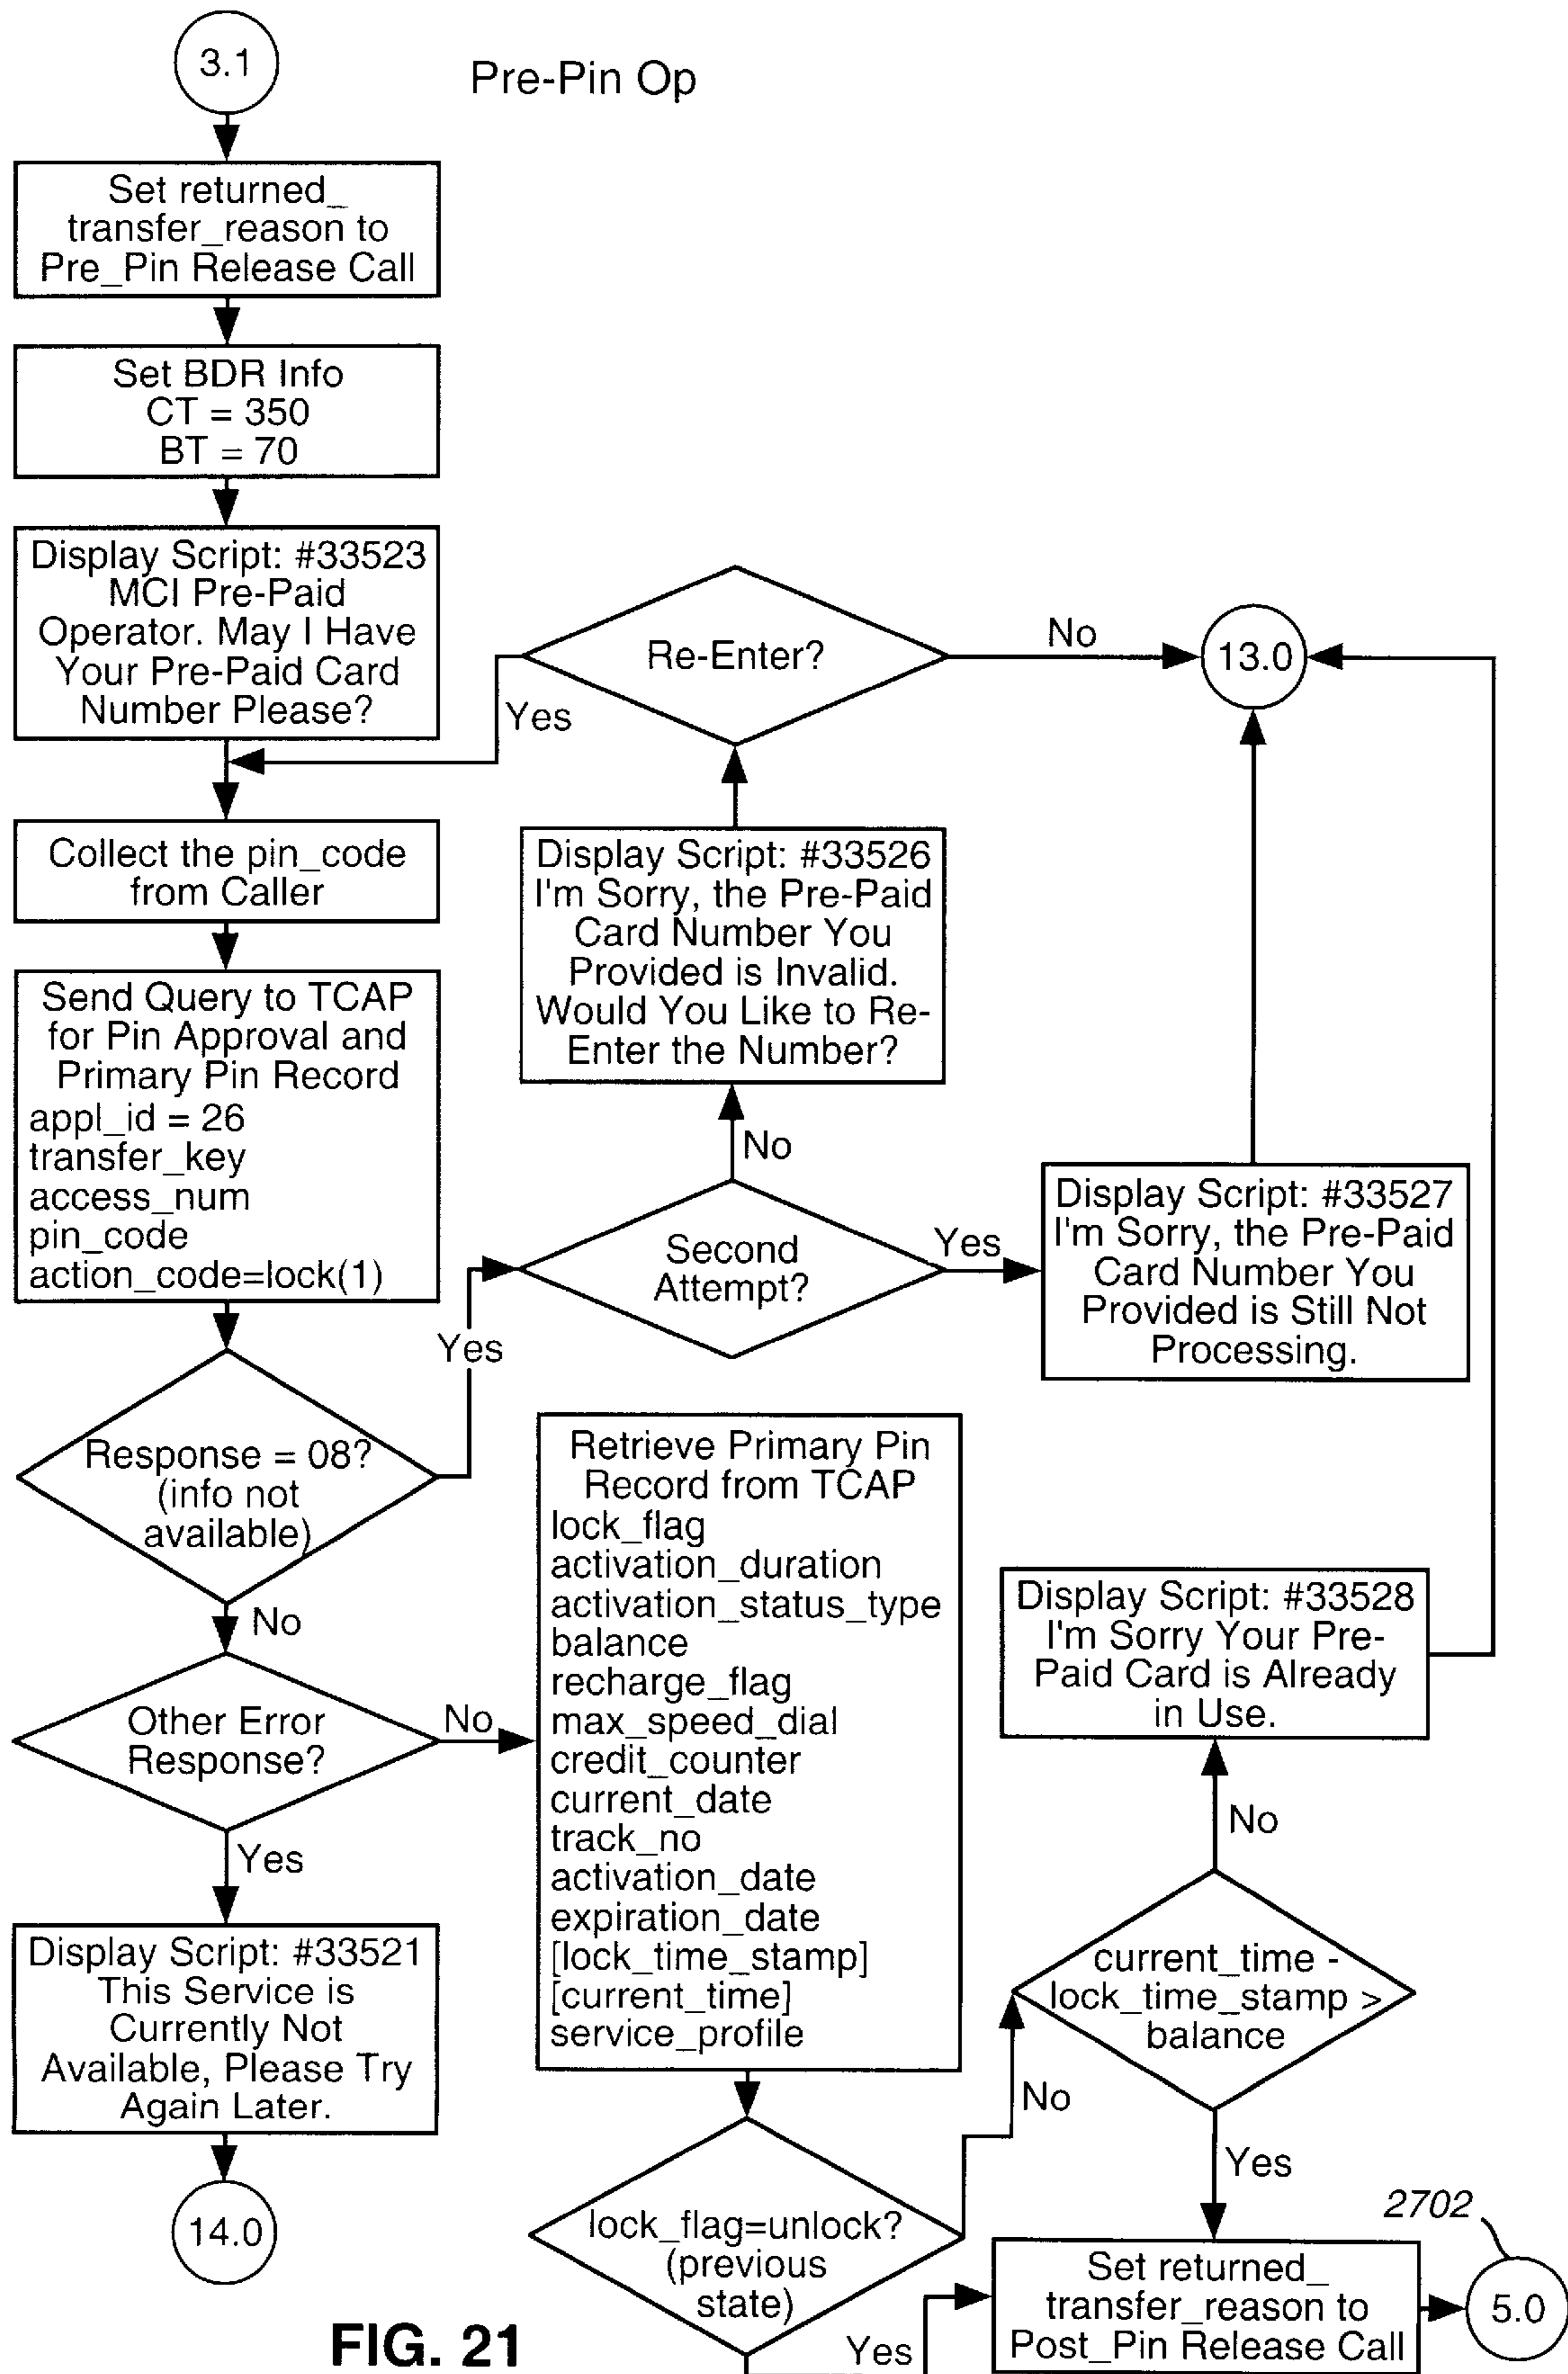 3.1
Pre-Pin Op
Set returned_
transfer_reason to
Pre_Pin Release Call
Set BDR Info
CT = 350
BT = 70
Display Script: #33523
MCI Pre-Paid
Operator. May I Have
Your Pre-Paid Card
Number Please?
Re-Enter?
No
13.0
Yes
Collect the pin_code
from Caller
Display Script: #33526
I'm Sorry, the Pre-Paid
Card Number You
Provided is Invalid.
Would You Like to Re-
Enter the Number?
Send Query to TCAP
for Pin Approval and
Primary Pin Record
appl_id = 26
transfer_key
access_num
pin_code
action_code=lock(1)
No
Second
Attempt?
Yes
Display Script: #33527
I'm Sorry, the Pre-Paid
Card Number You
Provided is Still Not
Processing.
Yes
Response = 08?
(info not
available)
No
Retrieve Primary Pin
Record from TCAP
lock_flag
activation_duration
activation_status_type
balance
recharge_flag
max_speed_dial
credit_counter
current_date
track_no
activation_date
expiration_date
[lock_time_stamp]
[current_time]
service_profile
Display Script: #33528
I'm Sorry Your Pre-
Paid Card is Already
in Use.
Other Error
Response?
No
Yes
No
Display Script: #33521
This Service is
Currently Not
Available, Please Try
Again Later.
current_time -
lock_time_stamp >
balance
No
Yes
14.0
lock_flag=unlock?
(previous
state)
Yes
2702
Set returned_
transfer_reason to
Post_Pin Release Call
5.0
FIG. 21